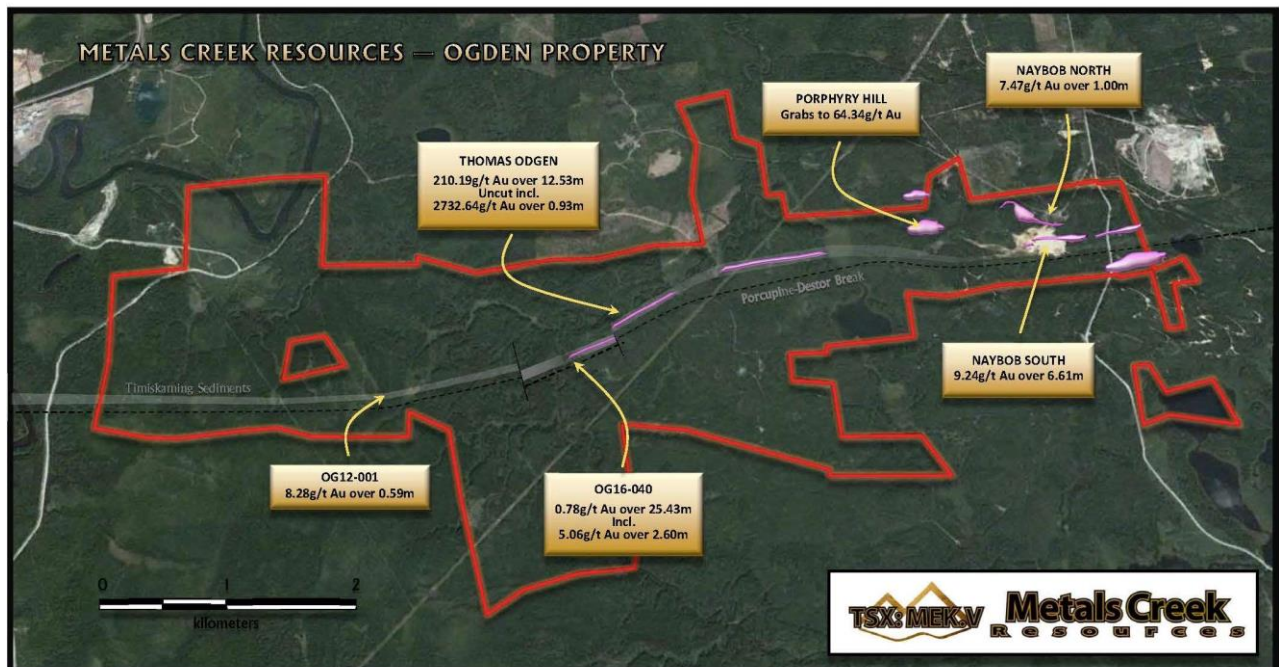 METALS CREEK RESOURCES — OGDEN PROPERTY
NAYBOB NORTH
7.47g/t Au over 1.00m
PORPHYRY HILL
Grabs to 64.34g/t Au
THOMAS ODGEN
210.19g/t Au over 12.53m
Uncut incl.
2732.64g/t Au over 0.93m
Porcupine-Destor Break
NAYBOB SOUTH
9.24g/t Au over 6.61m
Timiskaming Sediments
OG12-001
8.28g/t Au over 0.59m
OG16-040
0.78g/t Au over 25.43m
Incl.
5.06g/t Au over 2.60m
0 1 2
kilometers
TSX: MEK.V
Metals Creek
Resources